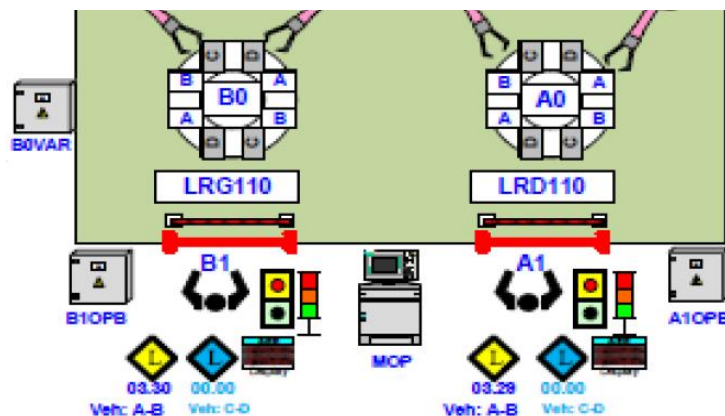 B A B A
B0 A0
A B A B
B0VAR
LRG110 LRD110
B1 A1
B1OPB A1OPB
MOP
L L L L
Display
03.30 00.00 03.29 00.00
Veh: A-B Veh: C-D Veh: A-B Veh: C-D